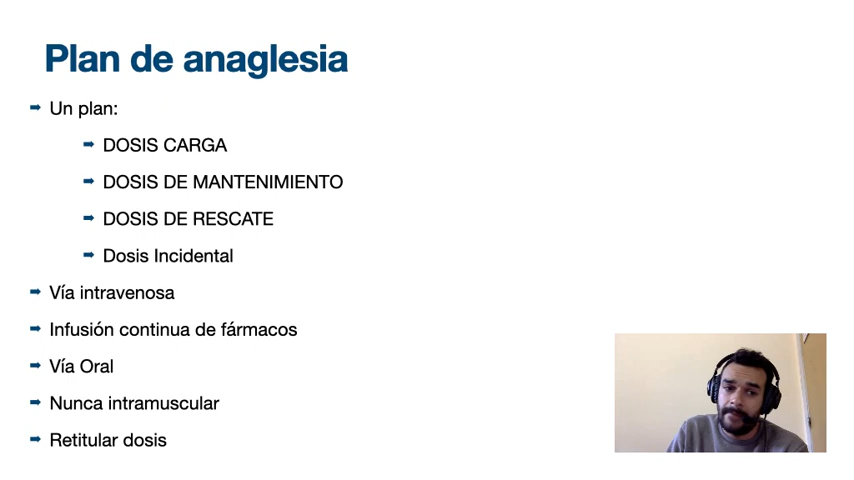 Plan de anaglesia
Un plan:
DOSIS CARGA
DOSIS DE MANTENIMIENTO
DOSIS DE RESCATE
Dosis Incidental
Vía intravenosa
Infusión continua de fármacos
Vía Oral
Nunca intramuscular
Retitular dosis